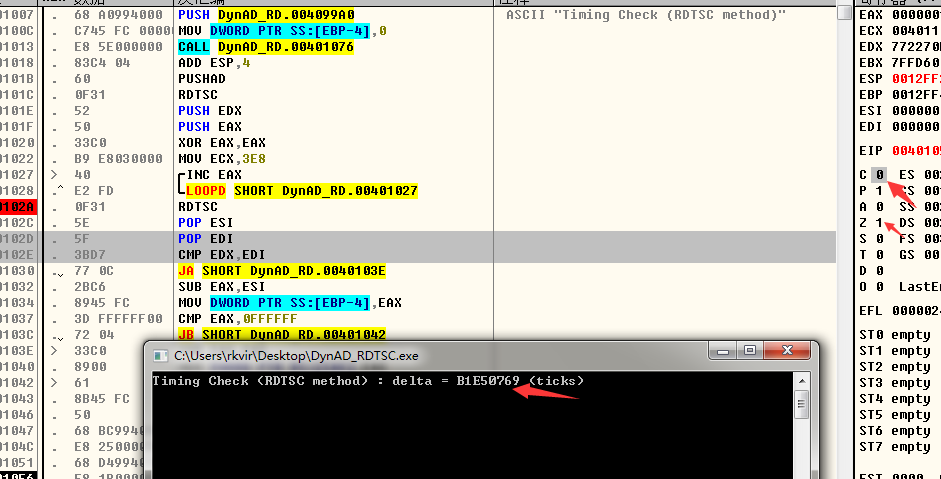 01007 . 68 A0994000 PUSH DynAD_RD.004099A0 ASCII "Timing Check (RDTSC method)" EAX 000000
0100C . C745 FC 0000 MOV DWORD PTR SS:[EBP-4],0 ECX 004011
01013 . E8 5E000000 CALL DynAD_RD.00401076 EDX 772270
01018 . 83C4 04 ADD ESP,4 EBX 7FFD60
0101B . 60 PUSHAD ESP 0012FF
0101C . 0F31 RDTSC EBP 0012FF
0101E . 52 PUSH EDX ESI 000000
0101F . 50 PUSH EAX EDI 000000
01020 . 33C0 XOR EAX,EAX
01022 . B9 E8030000 MOV ECX,3E8 EIP 004010
01027 > 40 INC EAX C 0 ES 002
01028 .^ E2 FD LOOPD SHORT DynAD_RD.00401027 P 1
0102A . 0F31 RDTSC A 0 SS 002
0102C . 5E POP ESI Z 1 DS 002
0102D . 5F POP EDI S 0 FS 00
0102E . 3BD7 CMP EDX,EDI T 0 GS 00
01030 .v 77 0C JA SHORT DynAD_RD.0040103E D 0
01032 . 2BC6 SUB EAX,ESI O 0 LastE
01034 . 8945 FC MOV DWORD PTR SS:[EBP-4],EAX
01037 . 3D FFFFFF00 CMP EAX,0FFFFFF EFL 000002
0103C .v 72 04 JB SHORT DynAD_RD.00401042 ST0 empty
0103E > 33C0 ST1 empty
01040 . 8900 ST2 empty
01042 > 61 ST3 empty
01043 . 8B45 FC ST4 empty
01046 . 50 ST5 empty
01047 . 68 BC9940 ST6 empty
0104C . E8 250000 ST7 empty
01051 . 68 D49940
01056
C:\Users\rkvir\Desktop\DynAD_RDTSC.exe
Timing Check (RDTSC method) : delta = B1E50769 (ticks)